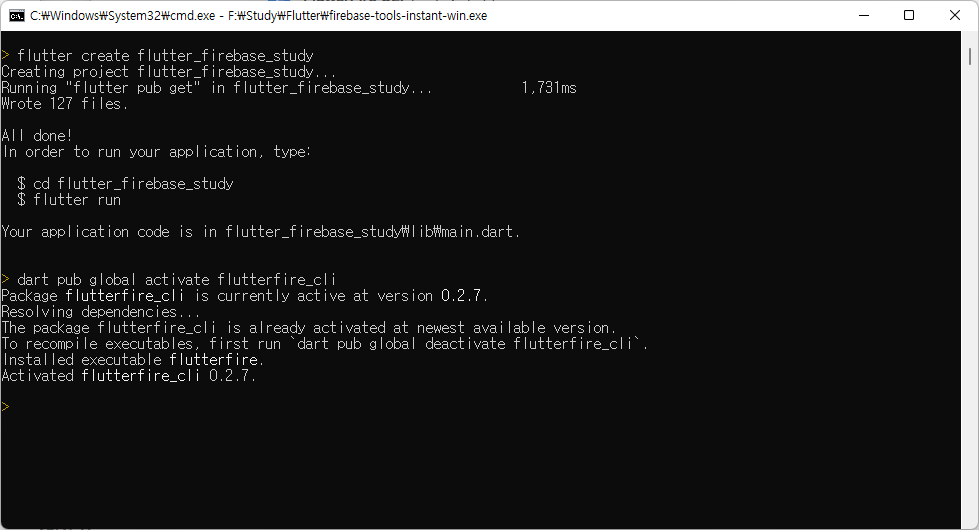 C:₩Windows₩System32₩cmd.exe - F:₩Study₩Flutter₩firebase-tools-instant-win.exe
> flutter create flutter_firebase_study
Creating project flutter_firebase_study...
Running "flutter pub get" in flutter_firebase_study...           1,731ms
Wrote 127 files.
All done!
In order to run your application, type:
$ cd flutter_firebase_study
$ flutter run
Your application code is in flutter_firebase_study₩lib₩main.dart.
> dart pub global activate flutterfire_cli
Package flutterfire_cli is currently active at version 0.2.7.
Resolving dependencies...
The package flutterfire_cli is already activated at newest available version.
To recompile executables, first run `dart pub global deactivate flutterfire_cli`.
Installed executable flutterfire.
Activated flutterfire_cli 0.2.7.
>